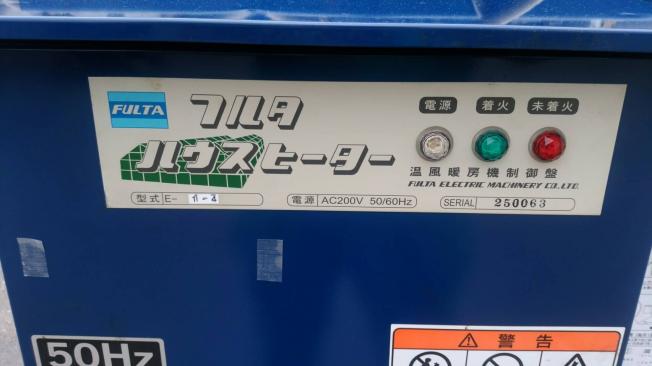 FULTA
フルタ
ハウスヒーター
電源 着火 未着火
温風暖房機制御盤
FULTA ELECTRIC MACHINERY CO.,LTD.
型式 E-
電源 AC200V 50/60Hz
SERIAL 250063
50Hz
警告